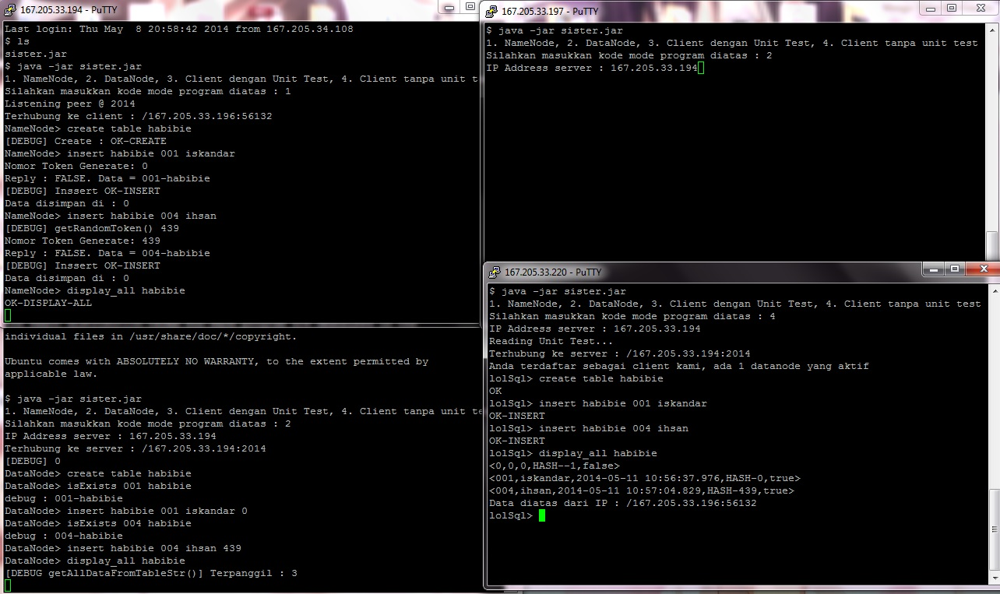 167.205.33.194 - PuTTY
Last login: Thu May  8 20:58:42 2014 from 167.205.34.108
$ ls
sister.jar
$ java -jar sister.jar
1. NameNode, 2. DataNode, 3. Client dengan Unit Test, 4. Client tanpa unit t
Silahkan masukkan kode mode program diatas : 1
Listening peer @ 2014
Terhubung ke client : /167.205.33.196:56132
NameNode> create table habibie
[DEBUG] Create : OK-CREATE
NameNode> insert habibie 001 iskandar
Nomor Token Generate: 0
Reply : FALSE. Data = 001-habibie
[DEBUG] Inssert OK-INSERT
Data disimpan di : 0
NameNode> insert habibie 004 ihsan
[DEBUG] getRandomToken() 439
Nomor Token Generate: 439
Reply : FALSE. Data = 004-habibie
[DEBUG] Inssert OK-INSERT
Data disimpan di : 0
NameNode> display_all habibie
OK-DISPLAY-ALL
individual files in /usr/share/doc/*/copyright.
Ubuntu comes with ABSOLUTELY NO WARRANTY, to the extent permitted by
applicable law.
$ java -jar sister.jar
1. NameNode, 2. DataNode, 3. Client dengan Unit Test, 4. Client tanpa unit te
Silahkan masukkan kode mode program diatas : 2
IP Address server : 167.205.33.194
Terhubung ke server : /167.205.33.194:2014
[DEBUG] 0
DataNode> create table habibie
DataNode> isExists 001 habibie
debug : 001-habibie
DataNode> insert habibie 001 iskandar 0
DataNode> isExists 004 habibie
debug : 004-habibie
DataNode> insert habibie 004 ihsan 439
DataNode> display_all habibie
[DEBUG getAllDataFromTableStr()] Terpanggil : 3
167.205.33.197 - PuTTY
$ java -jar sister.jar
1. NameNode, 2. DataNode, 3. Client dengan Unit Test, 4. Client tanpa unit test
Silahkan masukkan kode mode program diatas : 2
IP Address server : 167.205.33.194
167.205.33.220 - PuTTY
$ java -jar sister.jar
1. NameNode, 2. DataNode, 3. Client dengan Unit Test, 4. Client tanpa unit test
Silahkan masukkan kode mode program diatas : 4
IP Address server : 167.205.33.194
Reading Unit Test...
Terhubung ke server : /167.205.33.194:2014
Anda terdaftar sebagai client kami, ada 1 datanode yang aktif
lolSql> create table habibie
OK
lolSql> insert habibie 001 iskandar
OK-INSERT
lolSql> insert habibie 004 ihsan
OK-INSERT
lolSql> display_all habibie
<0,0,0,HASH--1,false>
<001,iskandar,2014-05-11 10:56:37.976,HASH-0,true>
<004,ihsan,2014-05-11 10:57:04.829,HASH-439,true>
Data diatas dari IP : /167.205.33.196:56132
lolSql>